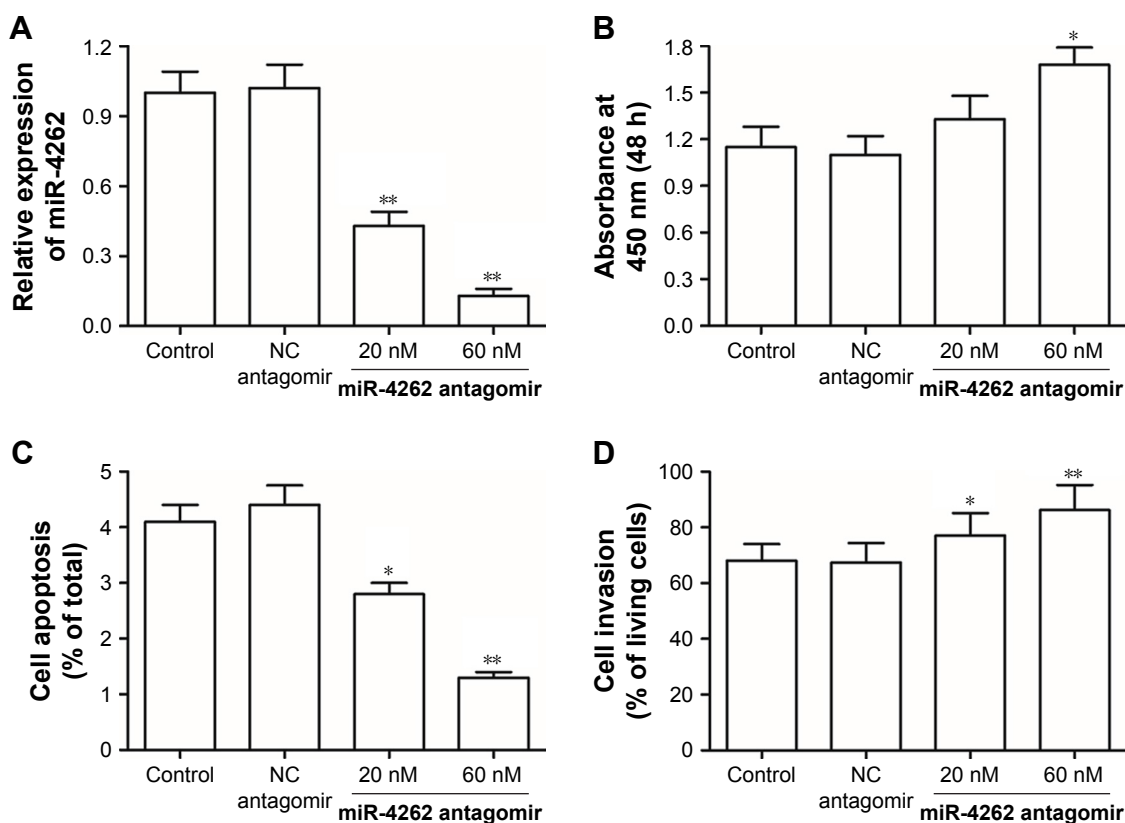 A
Relative expression
of miR-4262
1.2
0.9
0.6
0.3
0.0
**
**
Control
NC
antagomir
20 nM
60 nM
miR-4262 antagomir
B
Absorbance at
450 nm (48 h)
1.8
1.5
1.2
0.9
0.6
0.3
0.0
*
Control
NC
antagomir
20 nM
60 nM
miR-4262 antagomir
C
Cell apoptosis
(% of total)
5
4
3
2
1
0
*
**
Control
NC
antagomir
20 nM
60 nM
miR-4262 antagomir
D
Cell invasion
(% of living cells)
100
80
60
40
20
0
*
**
Control
NC
antagomir
20 nM
60 nM
miR-4262 antagomir